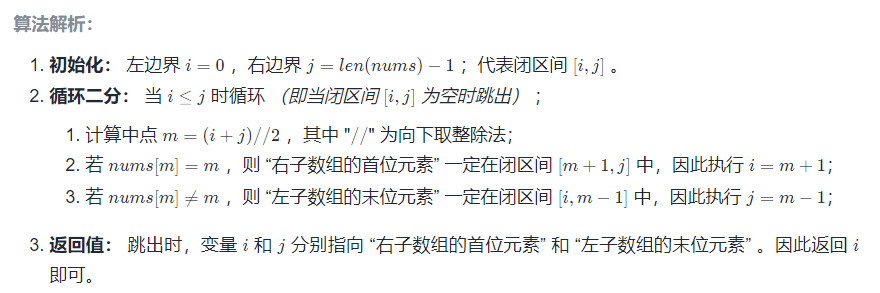 算法解析：
1. 初始化： 左边界 i = 0 ，右边界 j = len(nums) − 1 ；代表闭区间 [i, j] 。
2. 循环二分： 当 i ≤ j 时循环 （即当闭区间 [i, j] 为空时跳出） ；
1. 计算中点 m = (i + j)//2 ，其中 "//" 为向下取整除法；
2. 若 nums[m] = m ，则 “右子数组的首位元素” 一定在闭区间 [m + 1, j] 中，因此执行 i = m + 1；
3. 若 nums[m] ≠ m ，则 “左子数组的末位元素” 一定在闭区间 [i, m − 1] 中，因此执行 j = m − 1；
3. 返回值： 跳出时，变量 i 和 j 分别指向 “右子数组的首位元素” 和 “左子数组的末位元素” 。因此返回 i
即可。